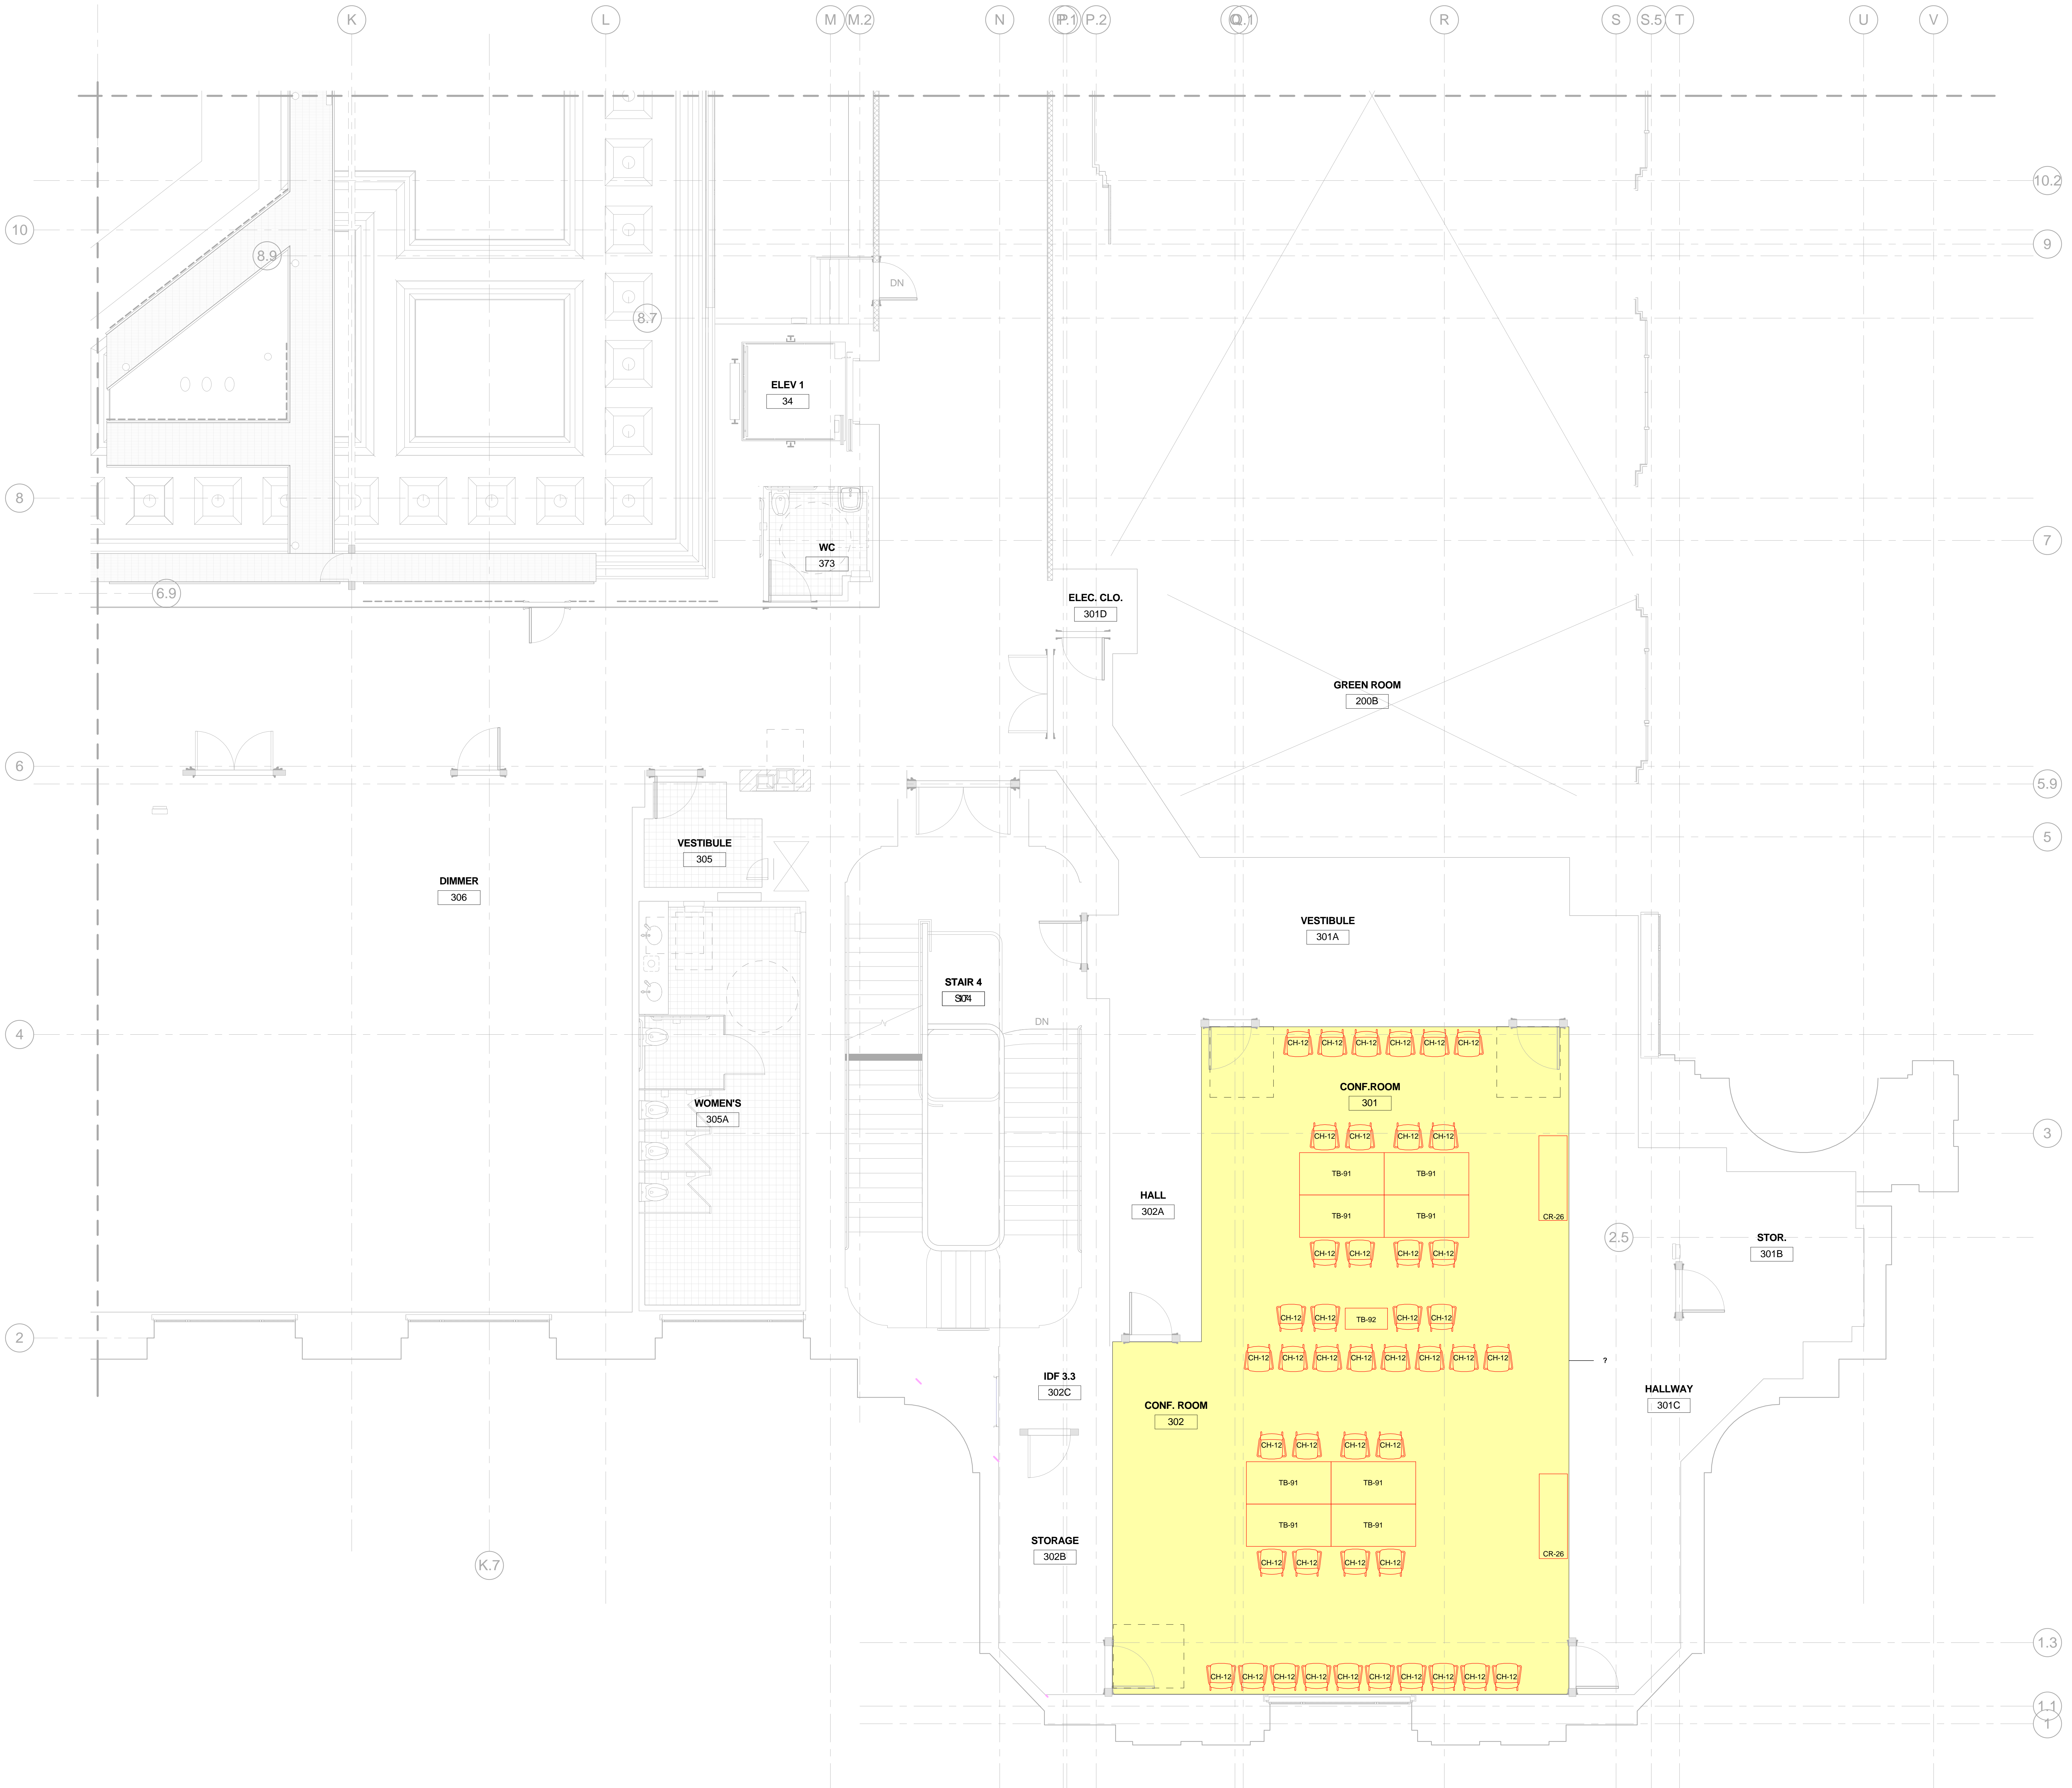 K
L
M
M.2
N
P
P.1
P.2
Q
Q.1
R
S
S.5
T
U
V
10.2
10
9
8.9
DN
8.7
ELEV 1
34
8
7
WC
373
6.9
ELEC. CLO.
301D
GREEN ROOM
200B
6
5.9
5
VESTIBULE
305
DIMMER
306
VESTIBULE
301A
STAIR 4
DN
4
CH-12 CH-12 CH-12 CH-12 CH-12 CH-12
CONF.ROOM
301
WOMEN'S
305A
3
CH-12 CH-12 CH-12 CH-12
TB-91 TB-91
HALL
302A
TB-91 TB-91
CR-26
2.5
STOR.
301B
CH-12 CH-12 CH-12 CH-12
2
CH-12 CH-12 TB-92 CH-12 CH-12
CH-12 CH-12 CH-12 CH-12 CH-12 CH-12 CH-12 CH-12
?
IDF 3.3
302C
HALLWAY
301C
CONF. ROOM
302
CH-12 CH-12 CH-12 CH-12
TB-91 TB-91
TB-91 TB-91
STORAGE
302B
CR-26
CH-12 CH-12 CH-12 CH-12
K.7
1.3
CH-12 CH-12 CH-12 CH-12 CH-12 CH-12 CH-12 CH-12 CH-12 CH-12
1.1
1